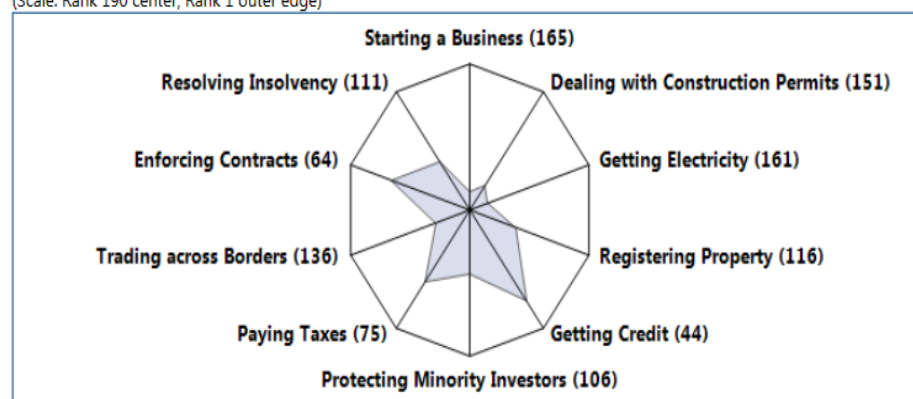 (Scale: Rank 190 center, Rank 1 outer edge)
Starting a Business (165)
Resolving Insolvency (111)
Dealing with Construction Permits (151)
Enforcing Contracts (64)
Getting Electricity (161)
Trading across Borders (136)
Registering Property (116)
Paying Taxes (75)
Getting Credit (44)
Protecting Minority Investors (106)